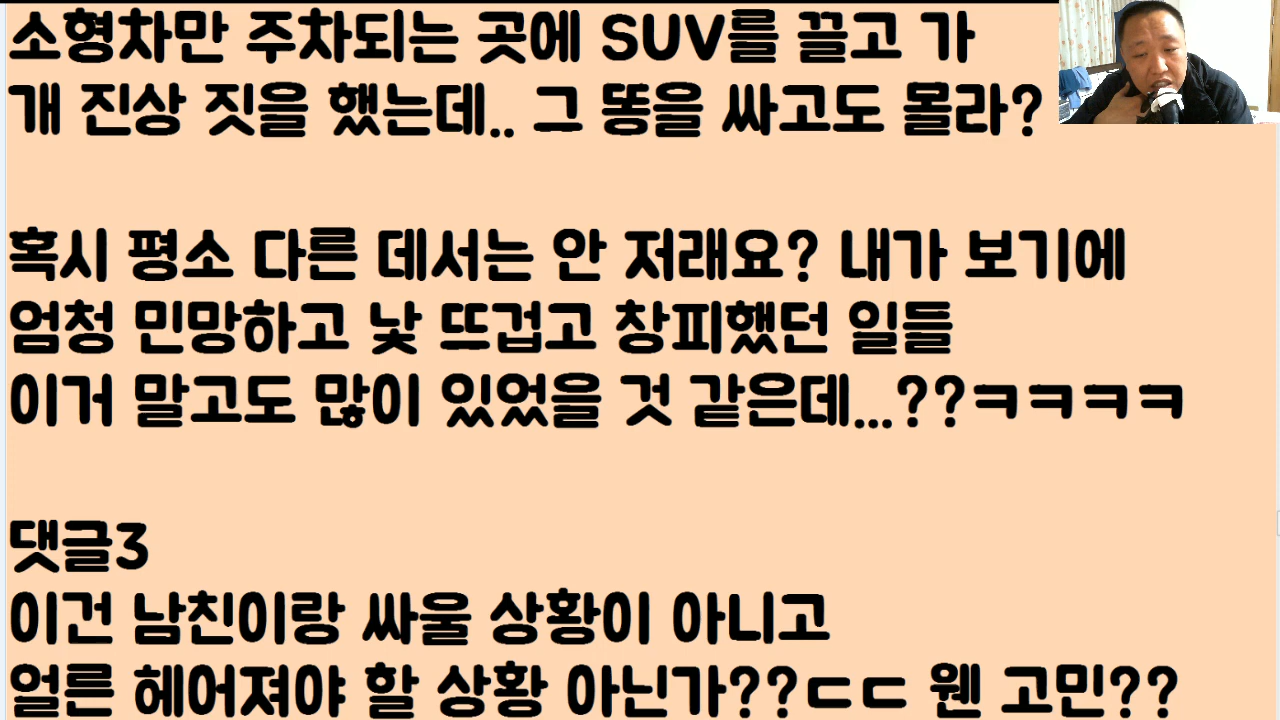 소형차만 주차되는 곳에 SUV를 끌고 가
개 진상 짓을 했는데.. 그 똥을 싸고도 몰라?
혹시 평소 다른 데서는 안 저래요? 내가 보기에
엄청 민망하고 낯 뜨겁고 창피했던 일들
이거 말고도 많이 있었을 것 같은데...??ㅋㅋㅋㅋ
댓글3
이건 남친이랑 싸울 상황이 아니고
얼른 헤어져야 할 상황 아닌가??ㄷㄷ 웬 고민??